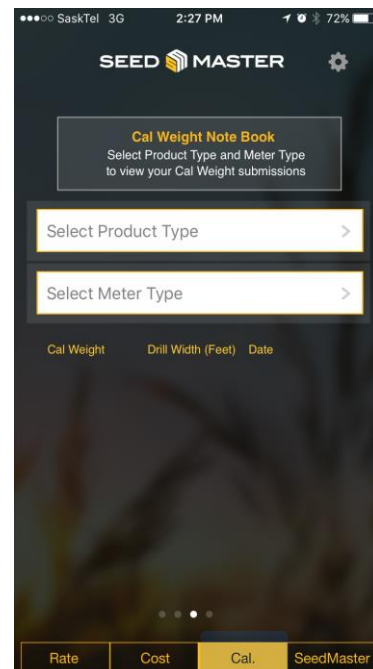 SaskTel 3G 2:27 PM 72%
SEED MASTER
Cal Weight Note Book
Select Product Type and Meter Type
to view your Cal Weight submissions
Select Product Type
Select Meter Type
Cal Weight Drill Width (Feet) Date
Rate Cost Cal. SeedMaster